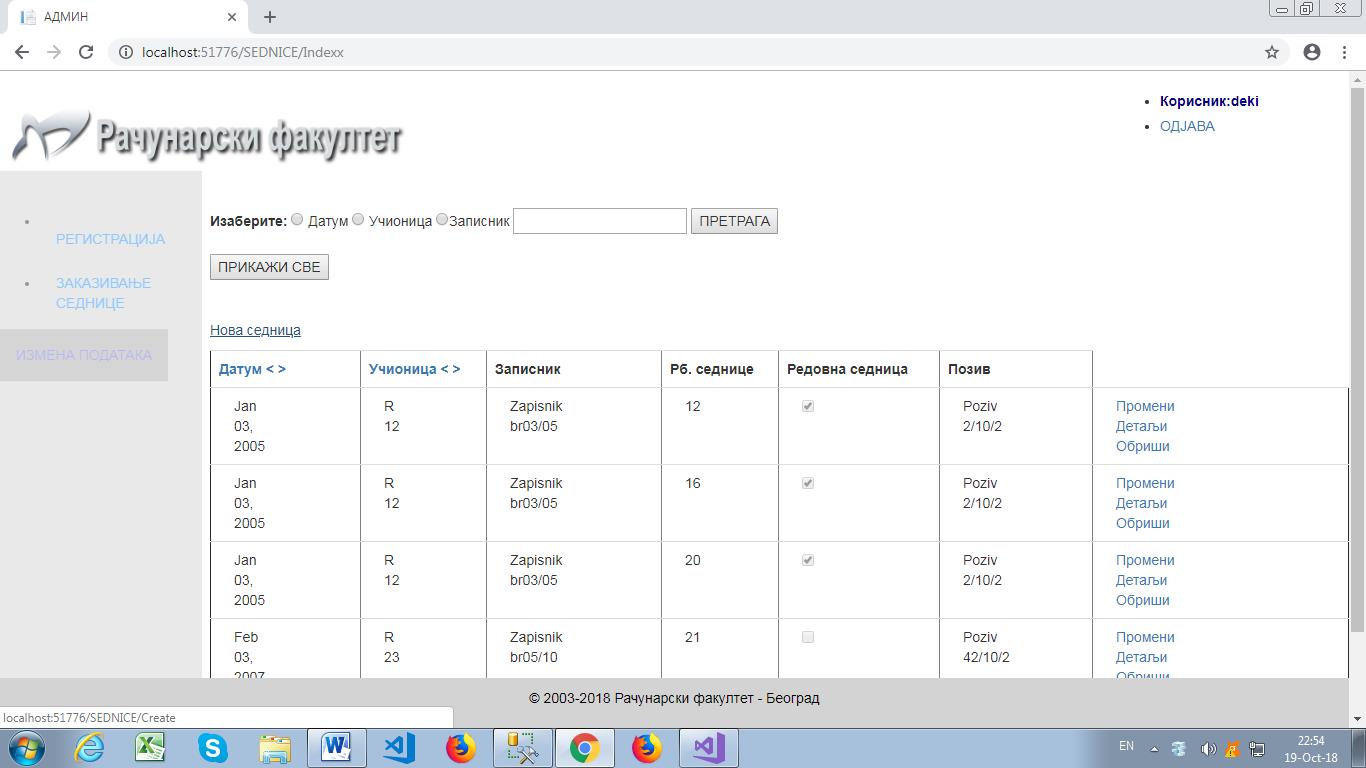 АДМИН
localhost:51776/SEDNICE/Indexx
Рачунарски факултет
Корисник:deki
ОДЈАВА
РЕГИСТРАЦИЈА
ЗАКАЗИВАЊЕ
СЕДНИЦЕ
ИЗМЕНА ПОДАТАКА
Изаберите: Датум Учионица Записник ПРЕТРАГА
ПРИКАЖИ СВЕ
Нова седница
Датум < > Учионица < > Записник Рб. седнице Редовна седница Позив
Jan R Zapisnik 12 Poziv Промени
03, 12 br03/05 2/10/2 Детаљи
2005 Обриши
Jan R Zapisnik 16 Poziv Промени
03, 12 br03/05 2/10/2 Детаљи
2005 Обриши
Jan R Zapisnik 20 Poziv Промени
03, 12 br03/05 2/10/2 Детаљи
2005 Обриши
Feb R Zapisnik 21 Poziv Промени
03, 23 br05/10 42/10/2 Детаљи
2007 Обриши
© 2003-2018 Рачунарски факултет - Београд
localhost:51776/SEDNICE/Create
EN 22:54
19-Oct-18